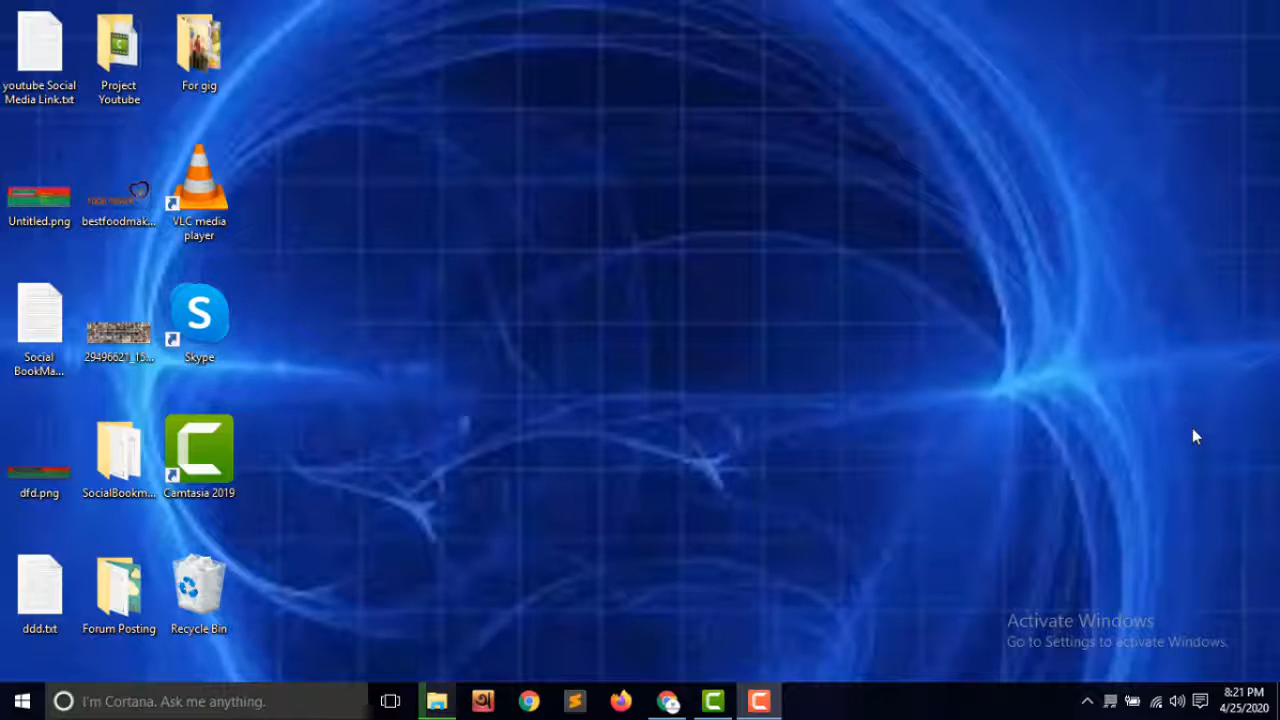 youtube Social
Media Link.txt
Project
Youtube
For gig
Untitled.png
bestfoodmak...
VLC media
player
Social
BookMa...
29496621_15...
S
Skype
dfd.png
SocialBookm...
C
Camtasia 2019
ddd.txt
Forum Posting
Recycle Bin
Activate Windows
Go to Settings to activate Windows.
I'm Cortana. Ask me anything.
8:21 PM
4/25/2020